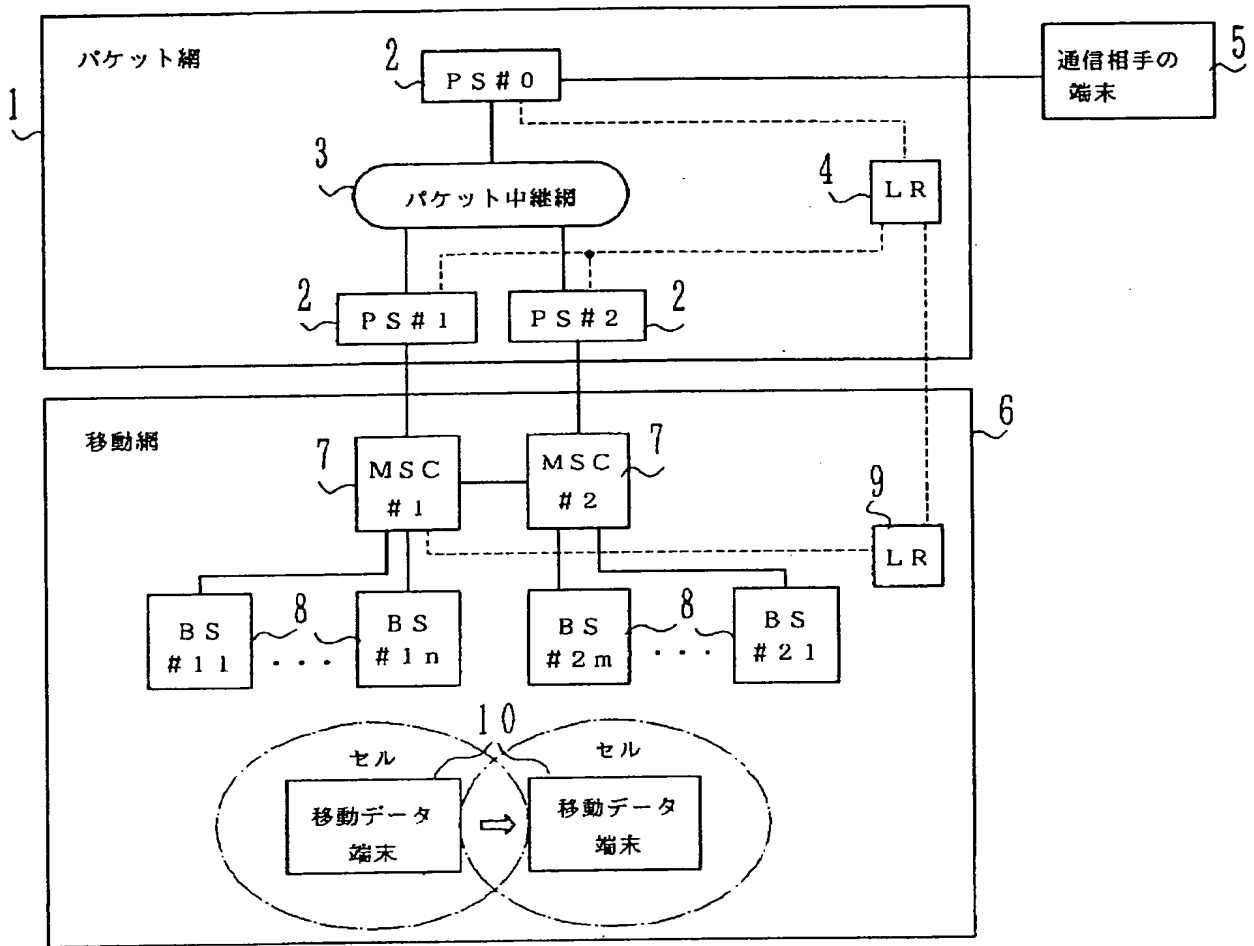 パケット網
1
2
PS#0
通信相手の
端末
5
3
パケット中継網
4
LR
2
PS#1
PS#2
2
移動網
6
7
MSC
#1
MSC
#2
7
9
LR
BS
#11
8
・・・
BS
#1n
BS
#2m
8
・・・
BS
#21
10
セル
セル
移動データ
端末
移動データ
端末